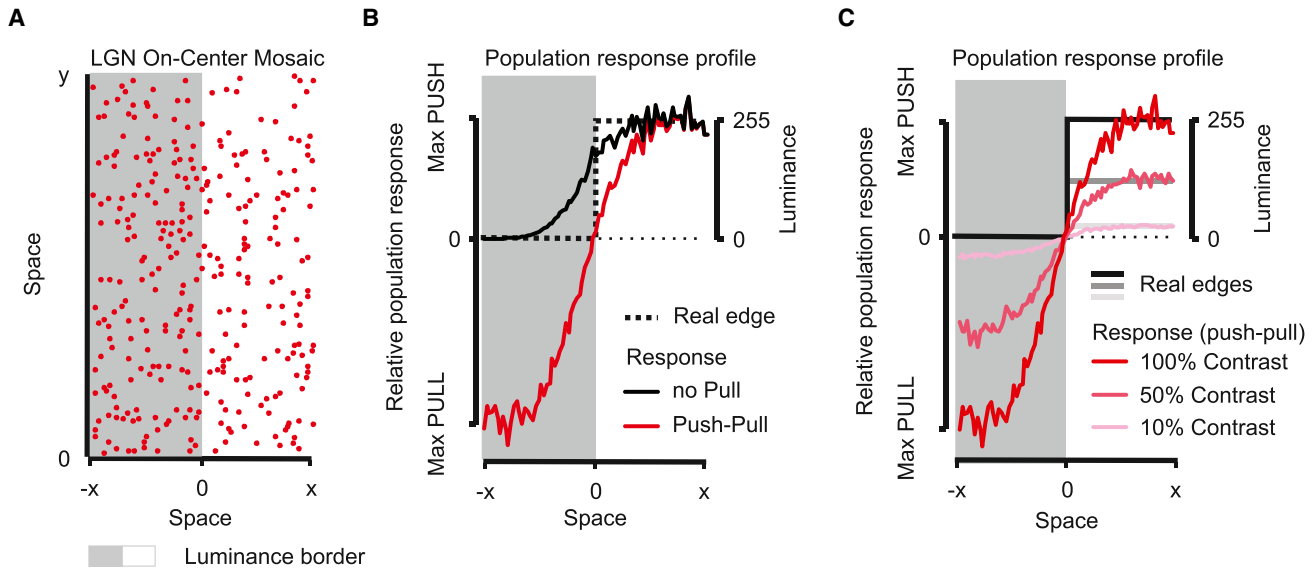 A
LGN On-Center Mosaic
y
Space
0
-x
0
x
Space
Luminance border
B
Population response profile
Relative population response
Max PUSH
0
Max PULL
255
0
Luminance
Real edge
Response
no Pull
Push-Pull
-x
0
x
Space
C
Population response profile
Relative population response
Max PUSH
0
Max PULL
255
0
Luminance
Real edges
Response (push-pull)
100% Contrast
50% Contrast
10% Contrast
-x
0
x
Space